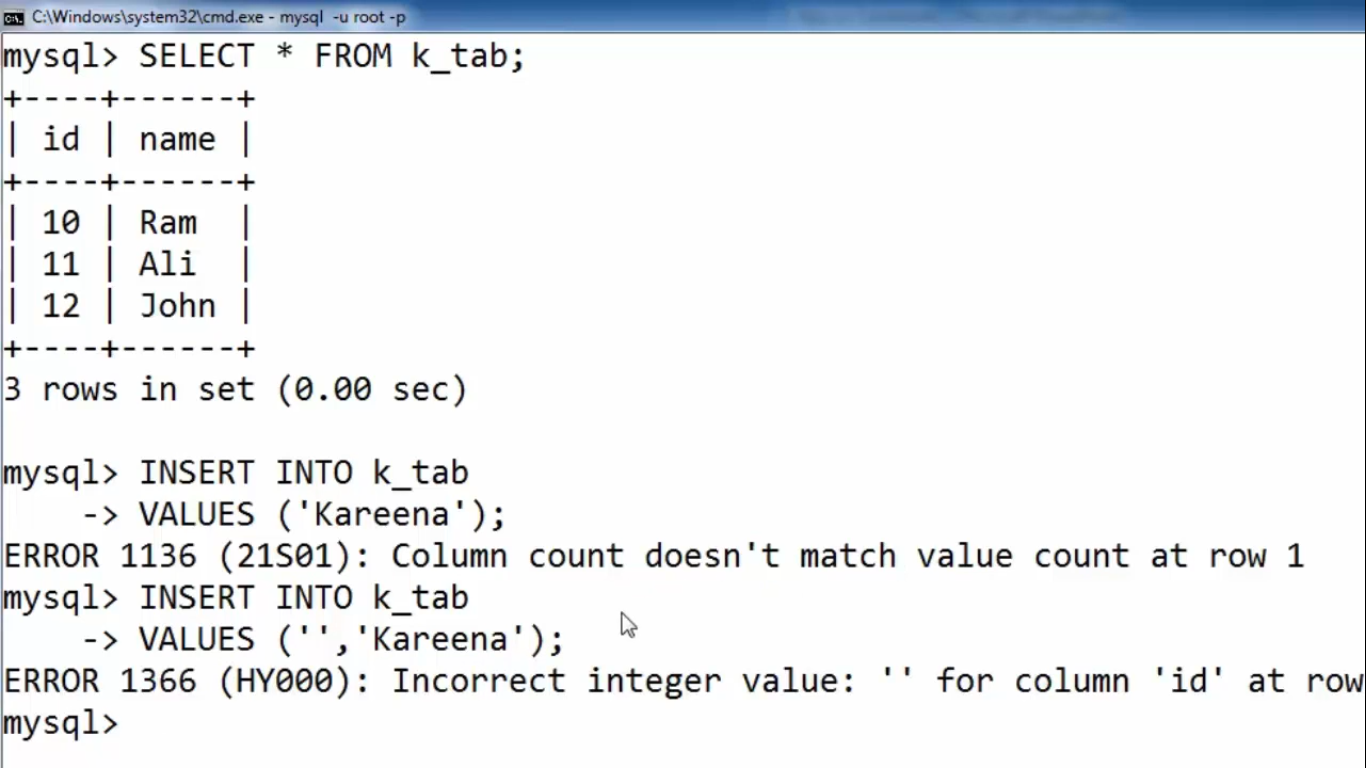 C:\Windows\system32\cmd.exe - mysql  -u root -p
mysql> SELECT * FROM k_tab;
+----+------+
| id | name |
+----+------+
| 10 | Ram  |
| 11 | Ali  |
| 12 | John |
+----+------+
3 rows in set (0.00 sec)
mysql> INSERT INTO k_tab
    -> VALUES ('Kareena');
ERROR 1136 (21S01): Column count doesn't match value count at row 1
mysql> INSERT INTO k_tab
    -> VALUES ('','Kareena');
ERROR 1366 (HY000): Incorrect integer value: '' for column 'id' at row
mysql>